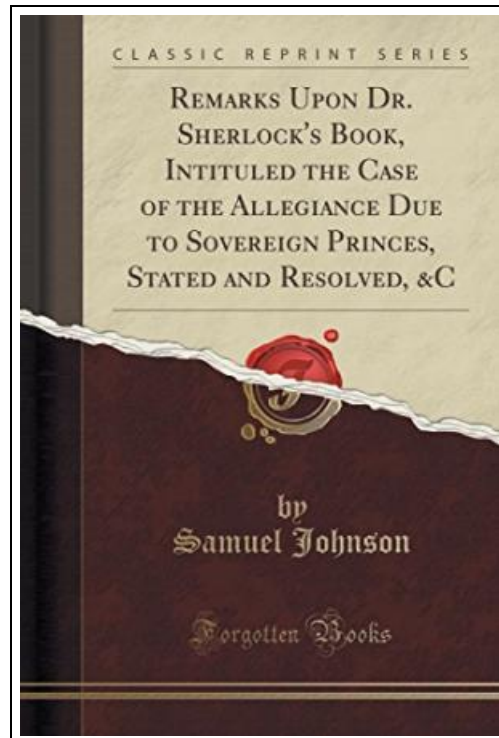 CLASSIC REPRINT SERIES
REMARKS UPON DR.
SHERLOCK'S BOOK,
INTITULED THE CASE
OF THE ALLEGIANCE DUE
TO SOVEREIGN PRINCES,
STATED AND RESOLVED, &C
by
Samuel Johnson
Forgotten Books